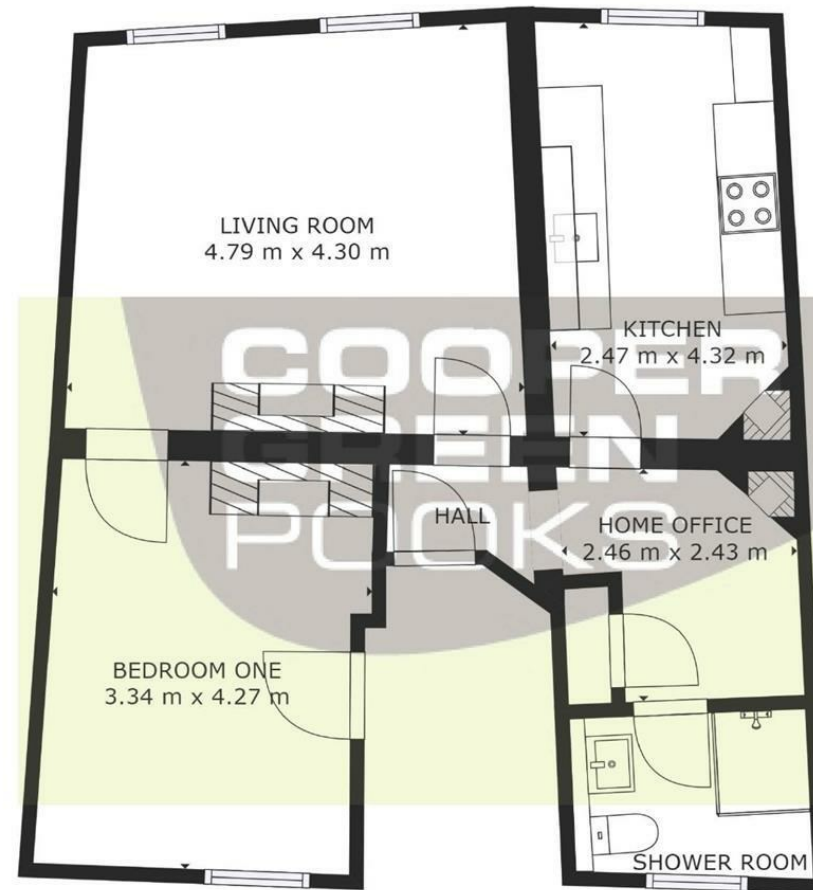 LIVING ROOM
4.79 m x 4.30 m
KITCHEN
2.47 m x 4.32 m
COOPER
GREEN
POOKS
HALL
HOME OFFICE
2.46 m x 2.43 m
BEDROOM ONE
3.34 m x 4.27 m
SHOWER ROOM